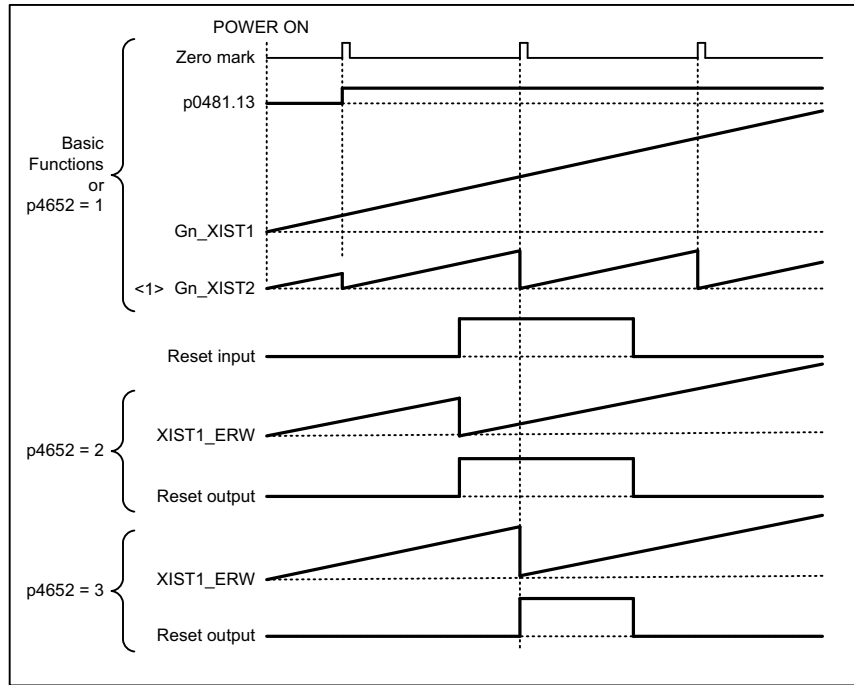 POWER ON
Zero mark
p0481.13
Basic
Functions
or
p4652 = 1
Gn_XIST1
<1> Gn_XIST2
Reset input
p4652 = 2
XIST1_ERW
Reset output
p4652 = 3
XIST1_ERW
Reset output